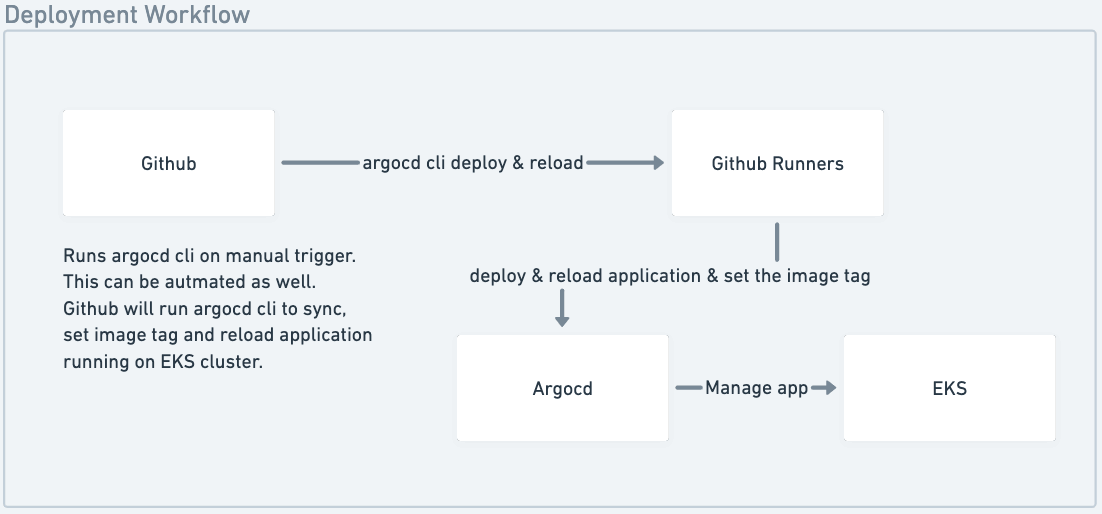 Deployment Workflow
Github
argocd cli deploy & reload
Github Runners
Runs argocd cli on manual trigger.
This can be autmated as well.
Github will run argocd cli to sync,
set image tag and reload application
running on EKS cluster.
deploy & reload application & set the image tag
Argocd
Manage app
EKS